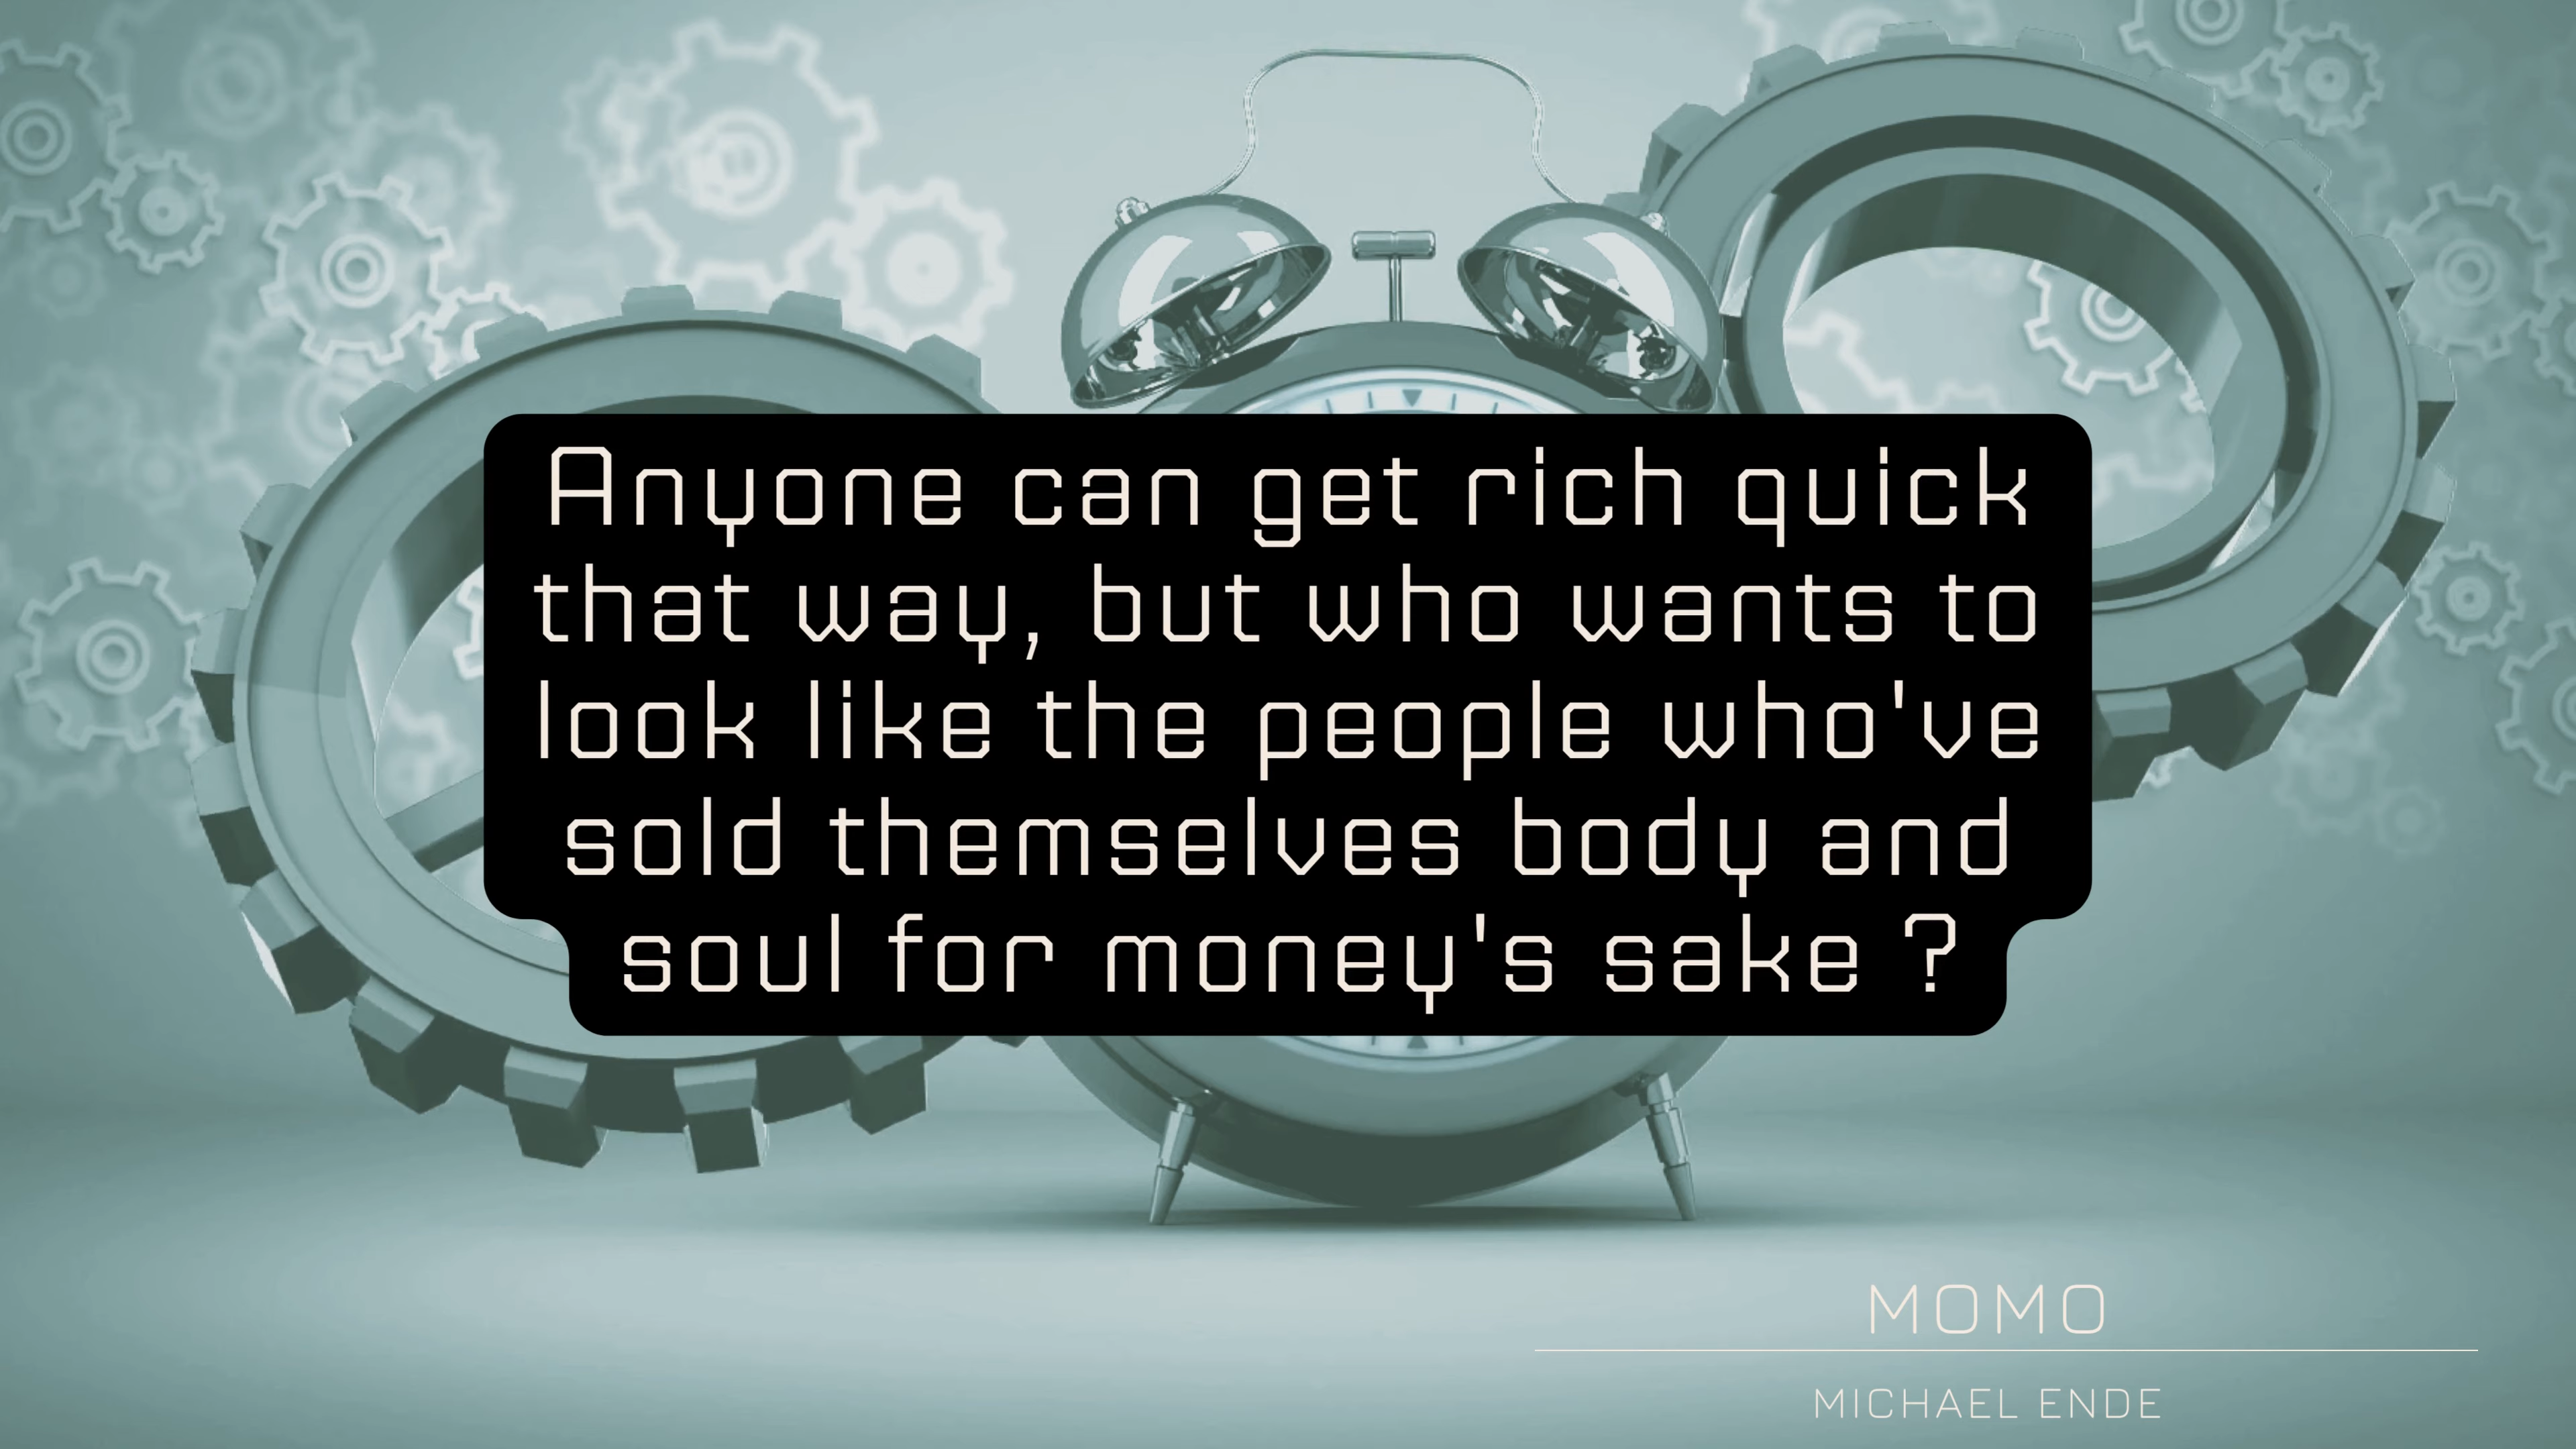 Anyone can get rich quick
that way, but who wants to
look like the people who've
sold themselves body and
soul for money's sake ?
MOMO
MICHAEL ENDE